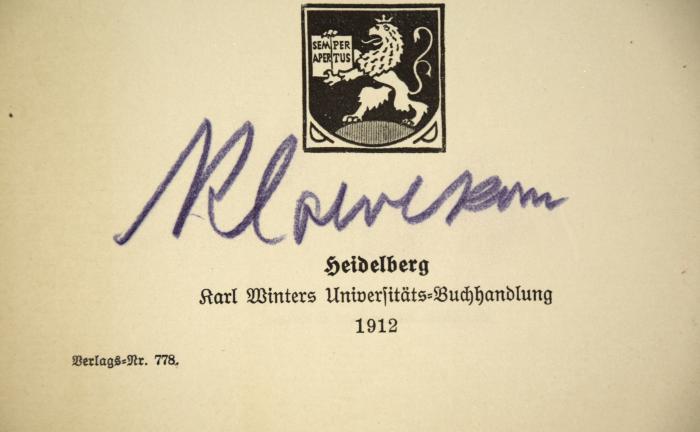 SEMPER
APERTUS
Heidelberg
Karl Winters Universitäts-Buchhandlung
1912
Verlags-Nr. 778.